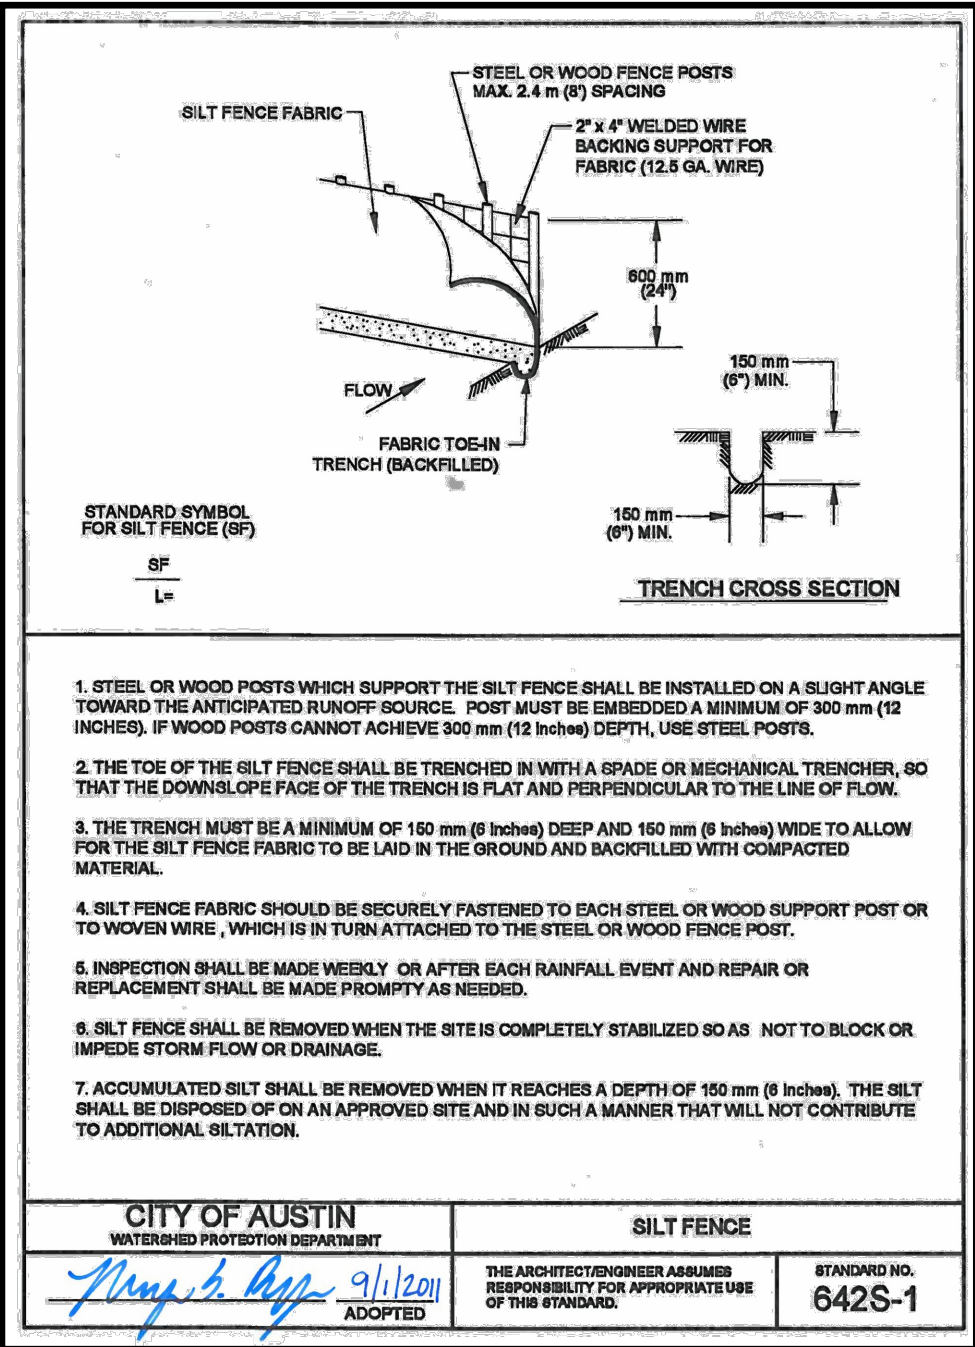 STEEL OR WOOD FENCE POSTS
MAX. 2.4 m (8') SPACING
SILT FENCE FABRIC
2" x 4" WELDED WIRE
BACKING SUPPORT FOR
FABRIC (12.5 GA. WIRE)
600 mm
(24")
150 mm
(6") MIN.
FLOW
FABRIC TOE-IN
TRENCH (BACKFILLED)
STANDARD SYMBOL
FOR SILT FENCE (SF)
150 mm
(6") MIN.
SF
L=
TRENCH CROSS SECTION
1. STEEL OR WOOD POSTS WHICH SUPPORT THE SILT FENCE SHALL BE INSTALLED ON A SLIGHT ANGLE
TOWARD THE ANTICIPATED RUNOFF SOURCE. POST MUST BE EMBEDDED A MINIMUM OF 300 mm (12
INCHES). IF WOOD POSTS CANNOT ACHIEVE 300 mm (12 inches) DEPTH, USE STEEL POSTS.
2. THE TOE OF THE SILT FENCE SHALL BE TRENCHED IN WITH A SPADE OR MECHANICAL TRENCHER, SO
THAT THE DOWNSLOPE FACE OF THE TRENCH IS FLAT AND PERPENDICULAR TO THE LINE OF FLOW.
3. THE TRENCH MUST BE A MINIMUM OF 150 mm (6 inches) DEEP AND 150 mm (6 inches) WIDE TO ALLOW
FOR THE SILT FENCE FABRIC TO BE LAID IN THE GROUND AND BACKFILLED WITH COMPACTED
MATERIAL.
4. SILT FENCE FABRIC SHOULD BE SECURELY FASTENED TO EACH STEEL OR WOOD SUPPORT POST OR
TO WOVEN WIRE , WHICH IS IN TURN ATTACHED TO THE STEEL OR WOOD FENCE POST.
5. INSPECTION SHALL BE MADE WEEKLY OR AFTER EACH RAINFALL EVENT AND REPAIR OR
REPLACEMENT SHALL BE MADE PROMPTY AS NEEDED.
6. SILT FENCE SHALL BE REMOVED WHEN THE SITE IS COMPLETELY STABILIZED SO AS NOT TO BLOCK OR
IMPEDE STORM FLOW OR DRAINAGE.
7. ACCUMULATED SILT SHALL BE REMOVED WHEN IT REACHES A DEPTH OF 150 mm (6 inches). THE SILT
SHALL BE DISPOSED OF ON AN APPROVED SITE AND IN SUCH A MANNER THAT WILL NOT CONTRIBUTE
TO ADDITIONAL SILTATION.
CITY OF AUSTIN
WATERSHED PROTECTION DEPARTMENT
SILT FENCE
9/1/2011
ADOPTED
THE ARCHITECT/ENGINEER ASSUMES
RESPONSIBILITY FOR APPROPRIATE USE
OF THIS STANDARD.
STANDARD NO.
642S-1